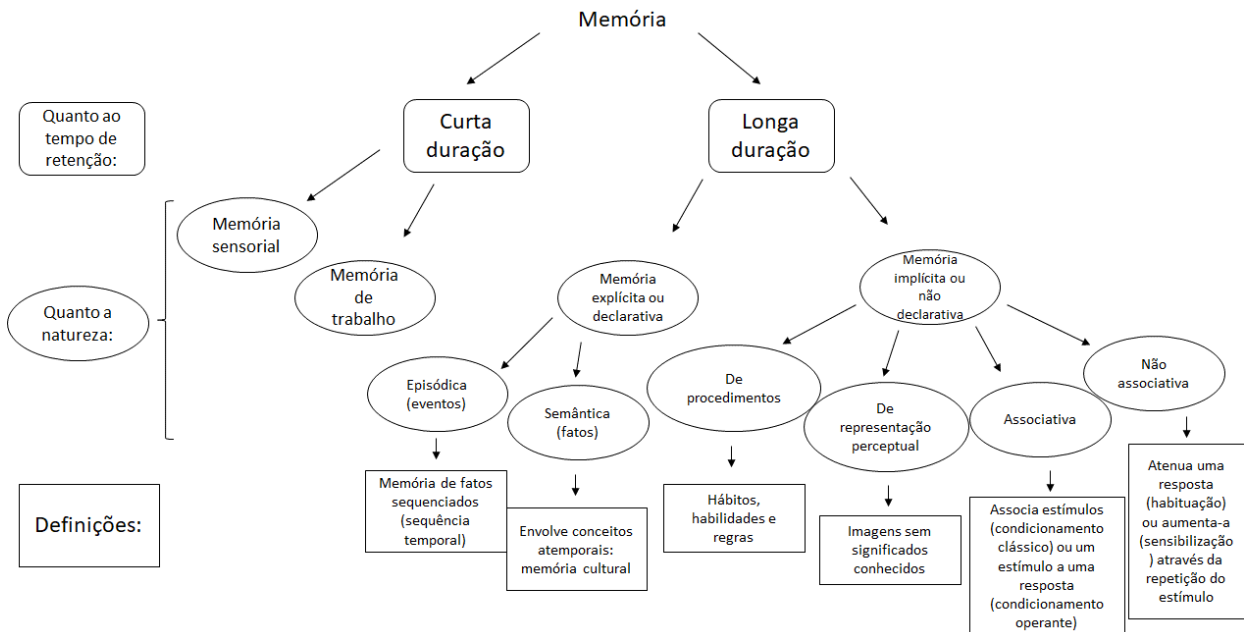 Memória
Quanto ao
tempo de
retenção:
Curta
duração
Longa
duração
Memória
sensorial
Memória
de
trabalho
Memória
explícita ou
declarativa
Memória
implícita ou
não
declarativa
Quanto a
natureza:
Episódica
(eventos)
Semântica
(fatos)
De
procedimentos
De
representação
perceptual
Associativa
Não
associativa
Definições:
Memória de fatos
sequenciados
(sequência
temporal)
Envolve conceitos
atemporais:
memória cultural
Hábitos,
habilidades e
regras
Imagens sem
significados
conhecidos
Associa estímulos
(condicionamento
clássico) ou um
estímulo a uma
resposta
(condicionamento
operante)
Atenua uma
resposta
(habituação)
ou aumenta-a
(sensibilização
) através da
repetição do
estímulo